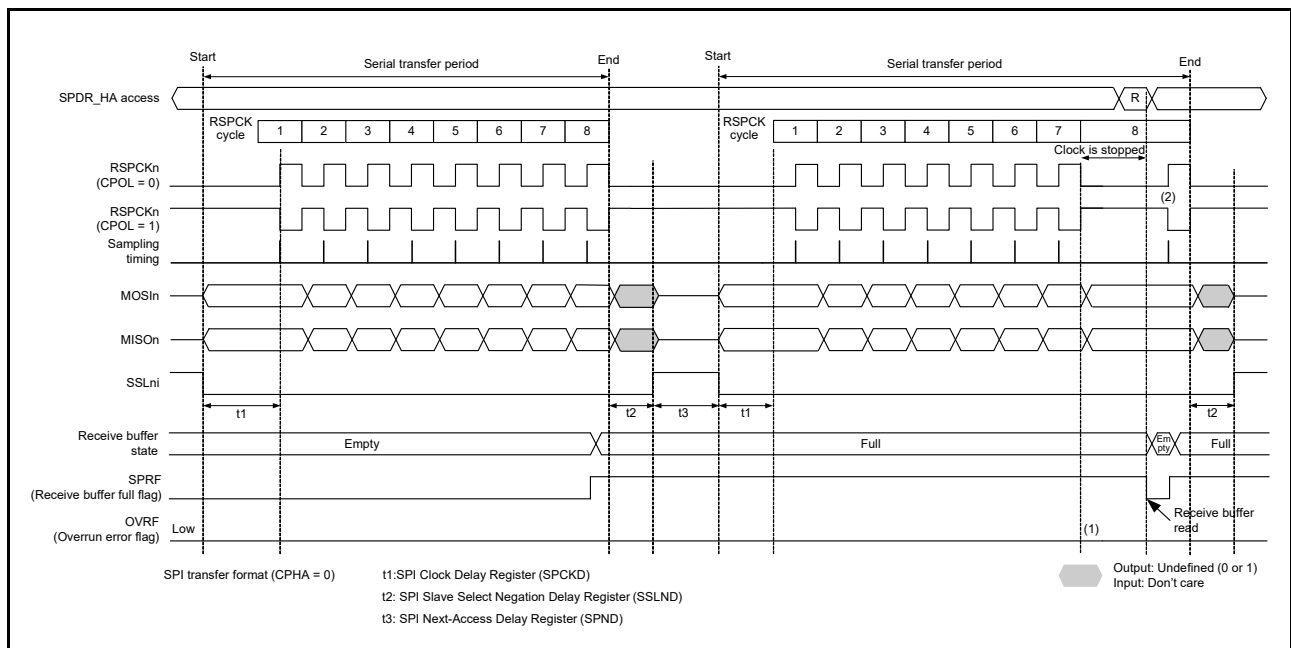 Start
End
Start
End
Serial transfer period
Serial transfer period
SPDR_HA access
R
RSPCK
cycle
1 2 3 4 5 6 7 8
RSPCK
cycle
1 2 3 4 5 6 7 8
Clock is stopped
RSPCKn
(CPOL = 0)
(2)
RSPCKn
(CPOL = 1)
Sampling
timing
MOSIn
MISOn
SSLni
t1
t2
t3
t1
t2
Receive buffer
state
Empty
Full
Em
pty
Full
SPRF
(Receive buffer full flag)
Receive buffer
read
OVRF
(Overrun error flag)
Low
(1)
SPI transfer format (CPHA = 0)
t1:SPI Clock Delay Register (SPCKD)
t2: SPI Slave Select Negation Delay Register (SSLND)
t3: SPI Next-Access Delay Register (SPND)
Output: Undefined (0 or 1)
Input: Don't care